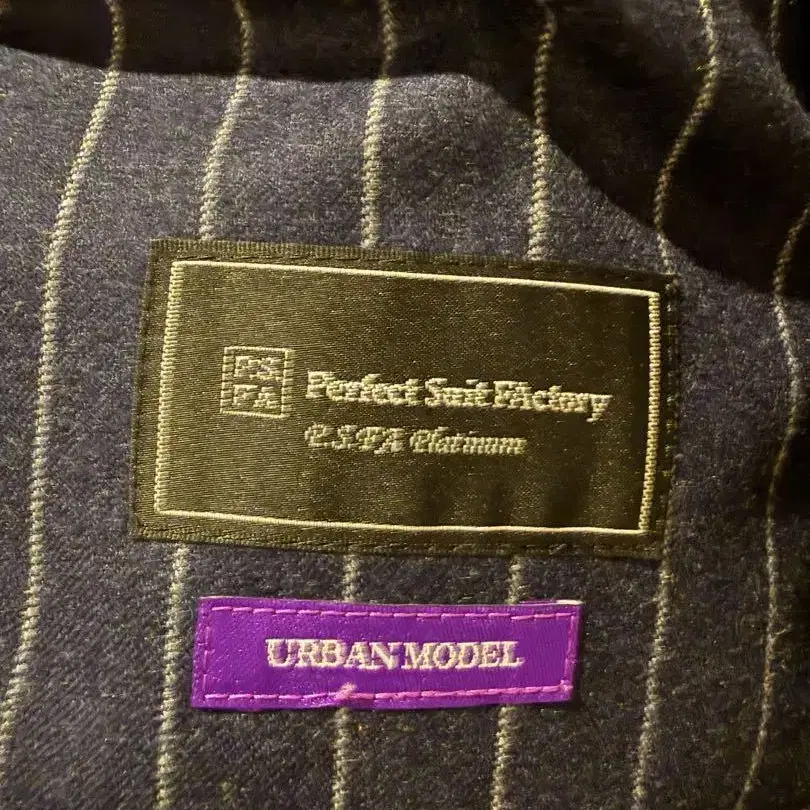 PS
FA
Perfect Suit FActory
P.S.FA Platinum
URBAN MODEL